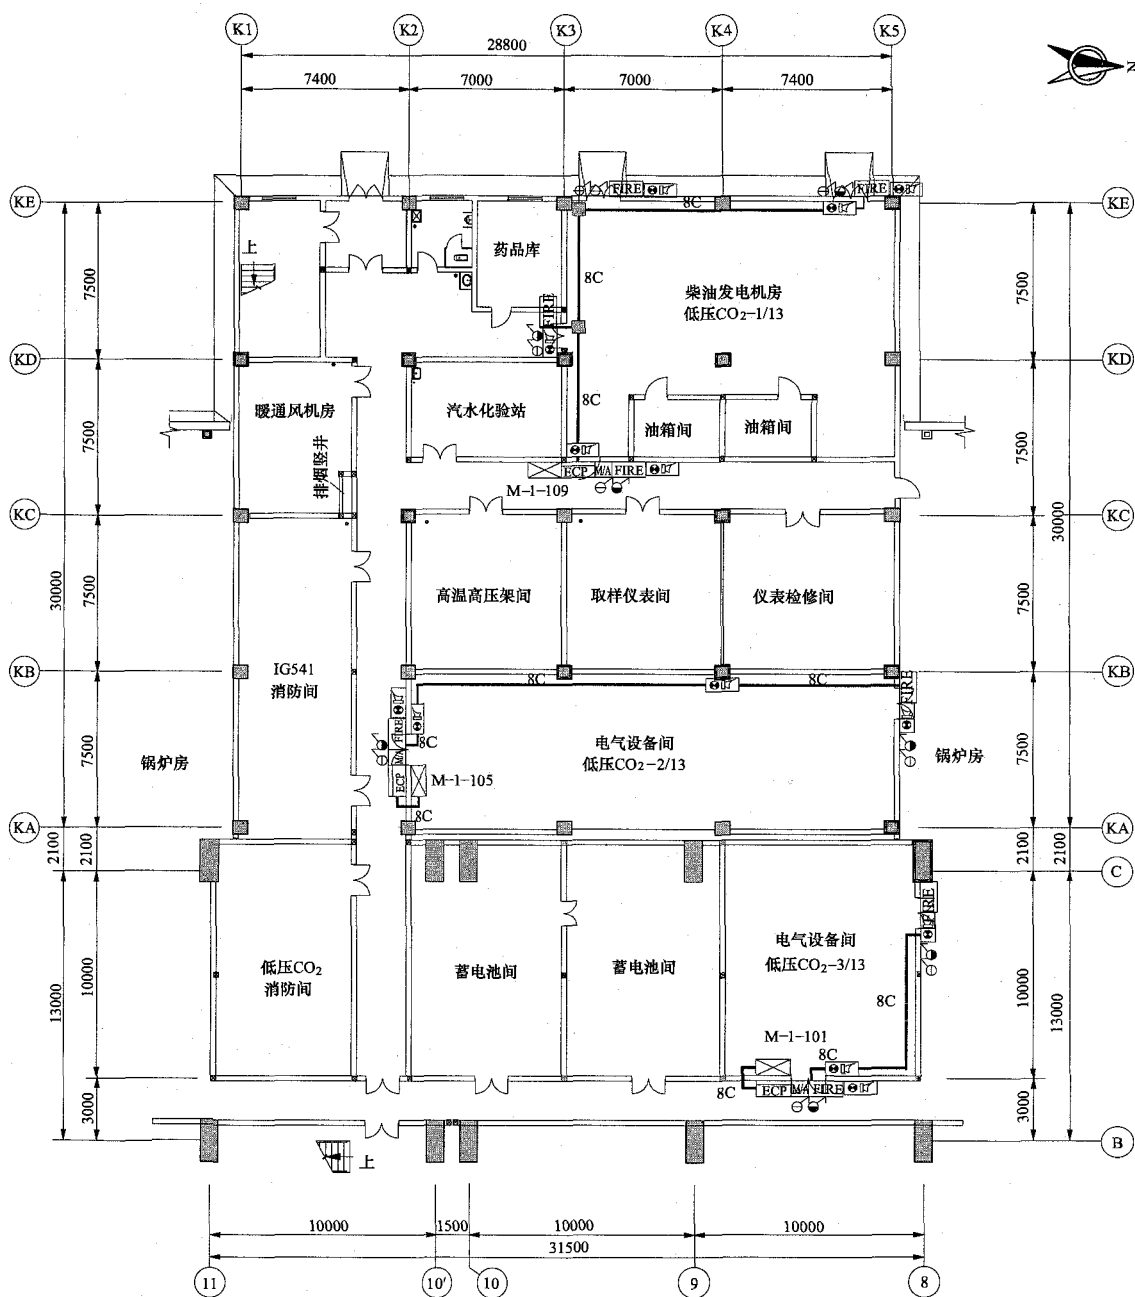 K1 K2 K3 K4 K5
28800
7400 7000 7000 7400
N
KE KE
FIRE FIRE
8C
上
药品库
8C
7500 7500
柴油发电机房
低压CO₂-1/13
FIRE
KD KD
8C
暖通风机房
汽水化验站
油箱间 油箱间
7500 7500
排烟竖井
ECP M/A FIRE
M-1-109
KC KC
30000 30000
高温高压架间 取样仪表间 仪表检修间
7500 7500
KB KB
IG541
消防间
8C 8C
FIRE FIRE
8C
电气设备间
低压CO₂-2/13
锅炉房 锅炉房
7500 7500
M/A
ECP
M-1-105
8C
KA KA
2100 2100 2100 2100
C
FIRE
电气设备间
低压CO₂-3/13
低压CO₂
消防间
蓄电池间 蓄电池间
13000 10000 10000 13000
8C
M-1-101
8C
8C
ECP M/A FIRE
3000 3000
B
上
10000 1500 10000 10000
31500
11 10′ 10 9 8